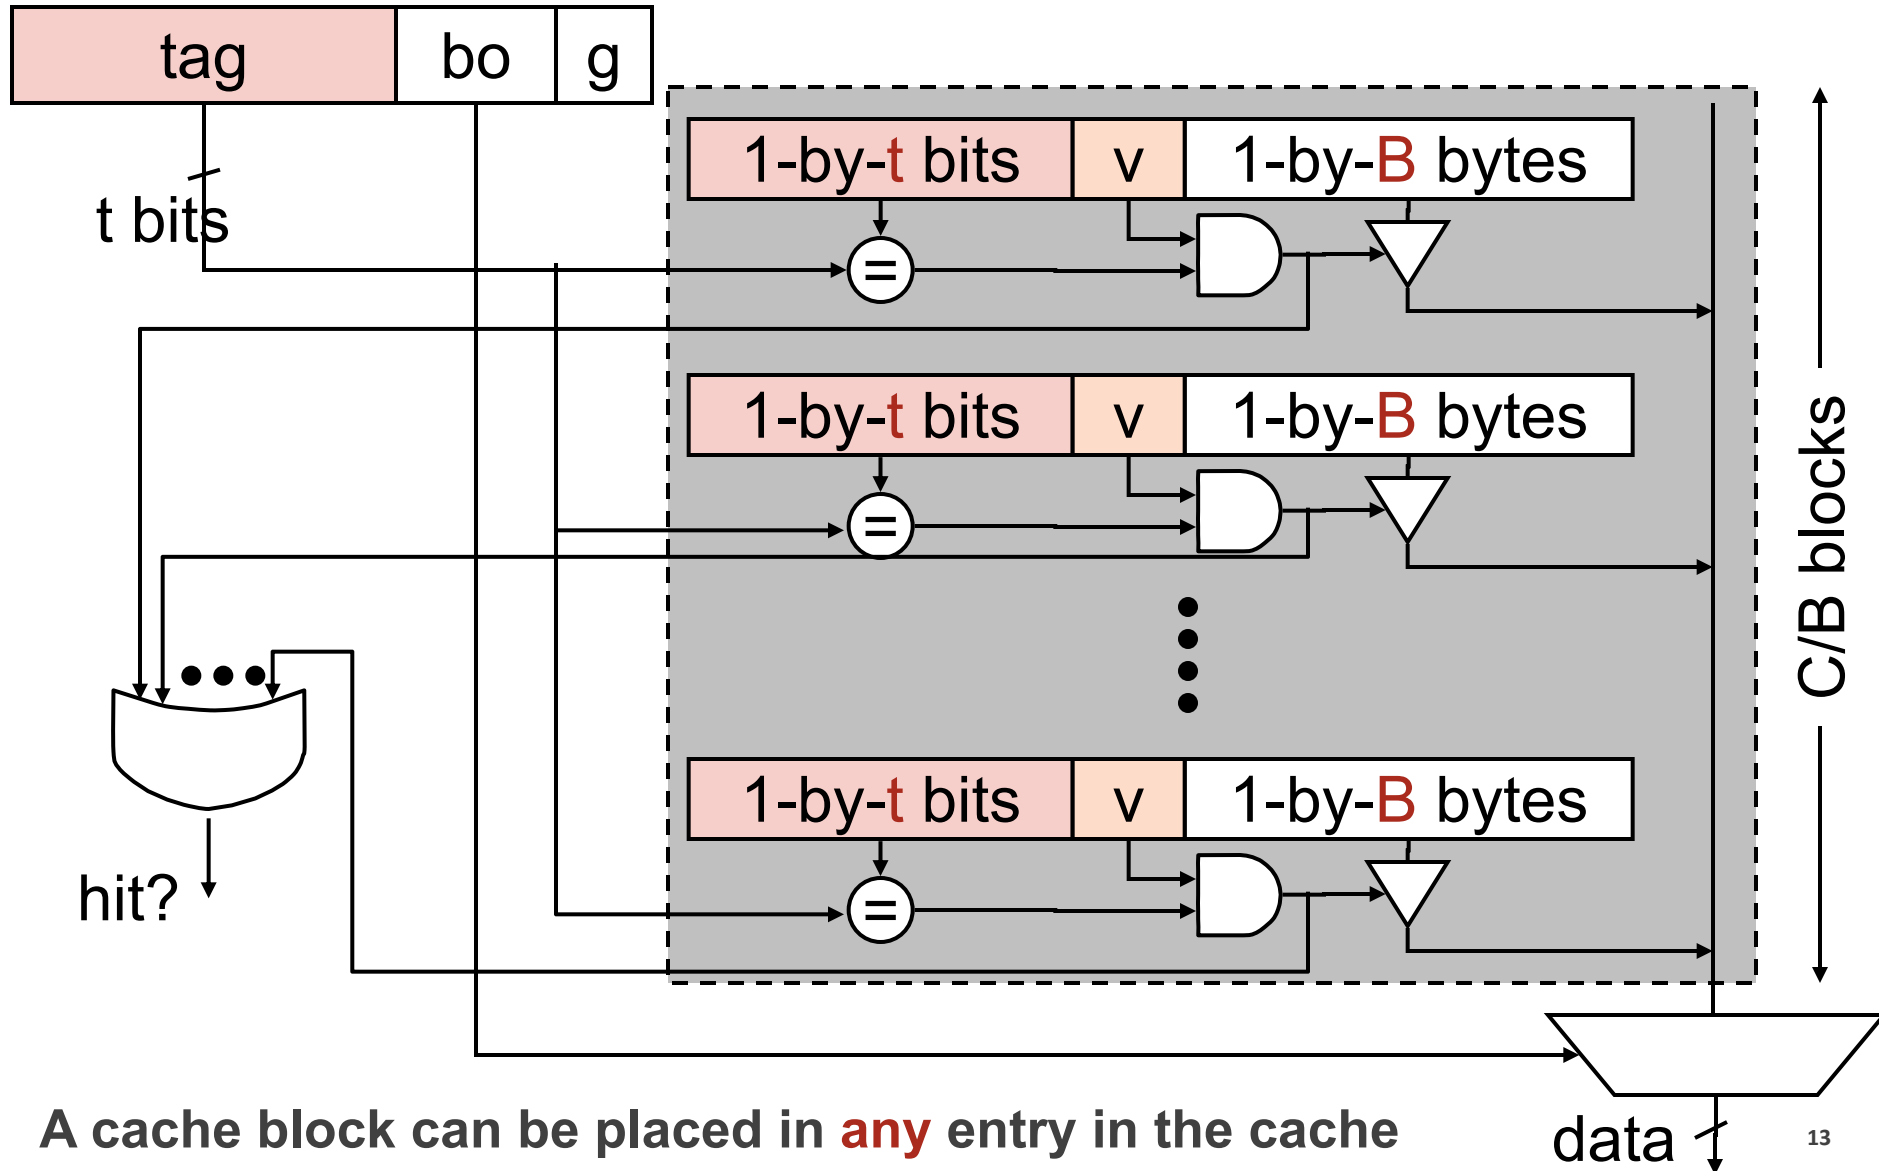 tag bo g
t bits
1-by-t bits v 1-by-B bytes
=
1-by-t bits v 1-by-B bytes
=
C/B blocks
1-by-t bits v 1-by-B bytes
=
hit?
A cache block can be placed in any entry in the cache
data
13